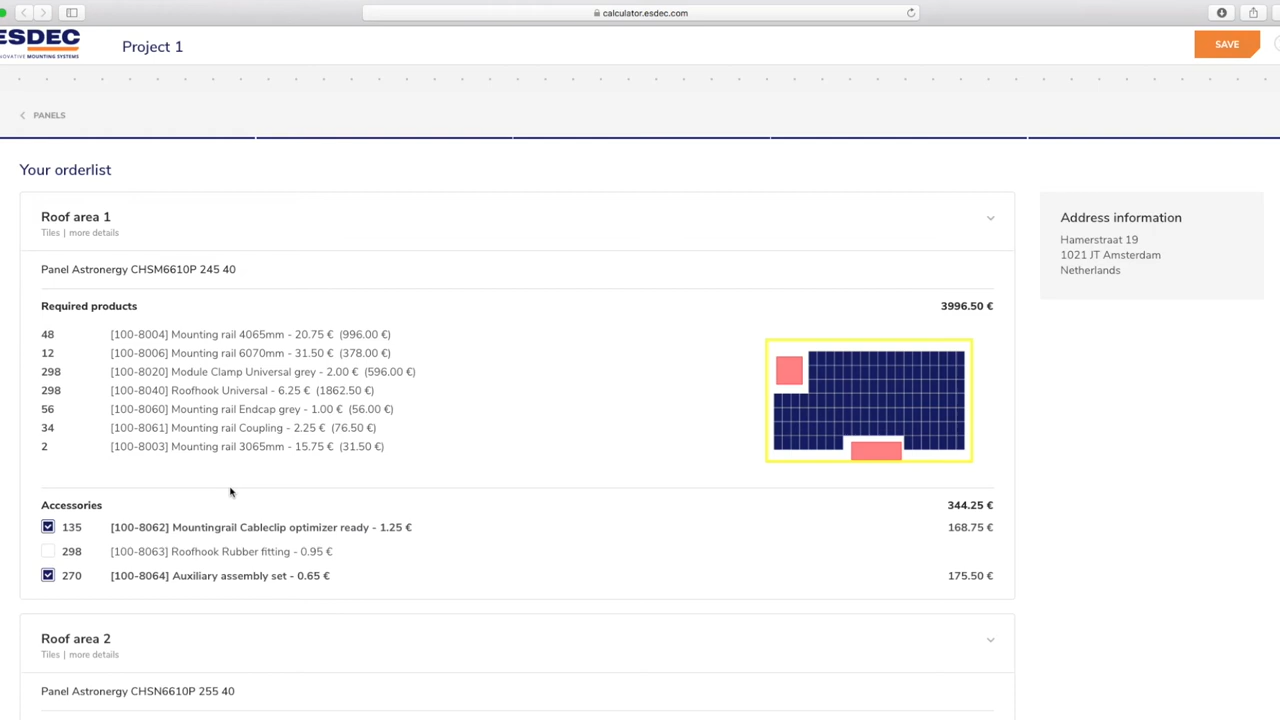 calculator.esdec.com
ESDEC
INNOVATIVE MOUNTING SYSTEMS
Project 1
SAVE
PANELS
Your orderlist
Roof area 1
Tiles | more details
Panel Astronergy CHSM6610P 245 40
Required products 3996.50 €
48 [100-8004] Mounting rail 4065mm - 20.75 € (996.00 €)
12 [100-8006] Mounting rail 6070mm - 31.50 € (378.00 €)
298 [100-8020] Module Clamp Universal grey - 2.00 € (596.00 €)
298 [100-8040] Roofhook Universal - 6.25 € (1862.50 €)
56 [100-8060] Mounting rail Endcap grey - 1.00 € (56.00 €)
34 [100-8061] Mounting rail Coupling - 2.25 € (76.50 €)
2 [100-8003] Mounting rail 3065mm - 15.75 € (31.50 €)
Accessories 344.25 €
135 [100-8062] Mountingrail Cableclip optimizer ready - 1.25 € 168.75 €
298 [100-8063] Roofhook Rubber fitting - 0.95 €
270 [100-8064] Auxiliary assembly set - 0.65 € 175.50 €
Roof area 2
Tiles | more details
Panel Astronergy CHSN6610P 255 40
Address information
Hamerstraat 19
1021 JT Amsterdam
Netherlands